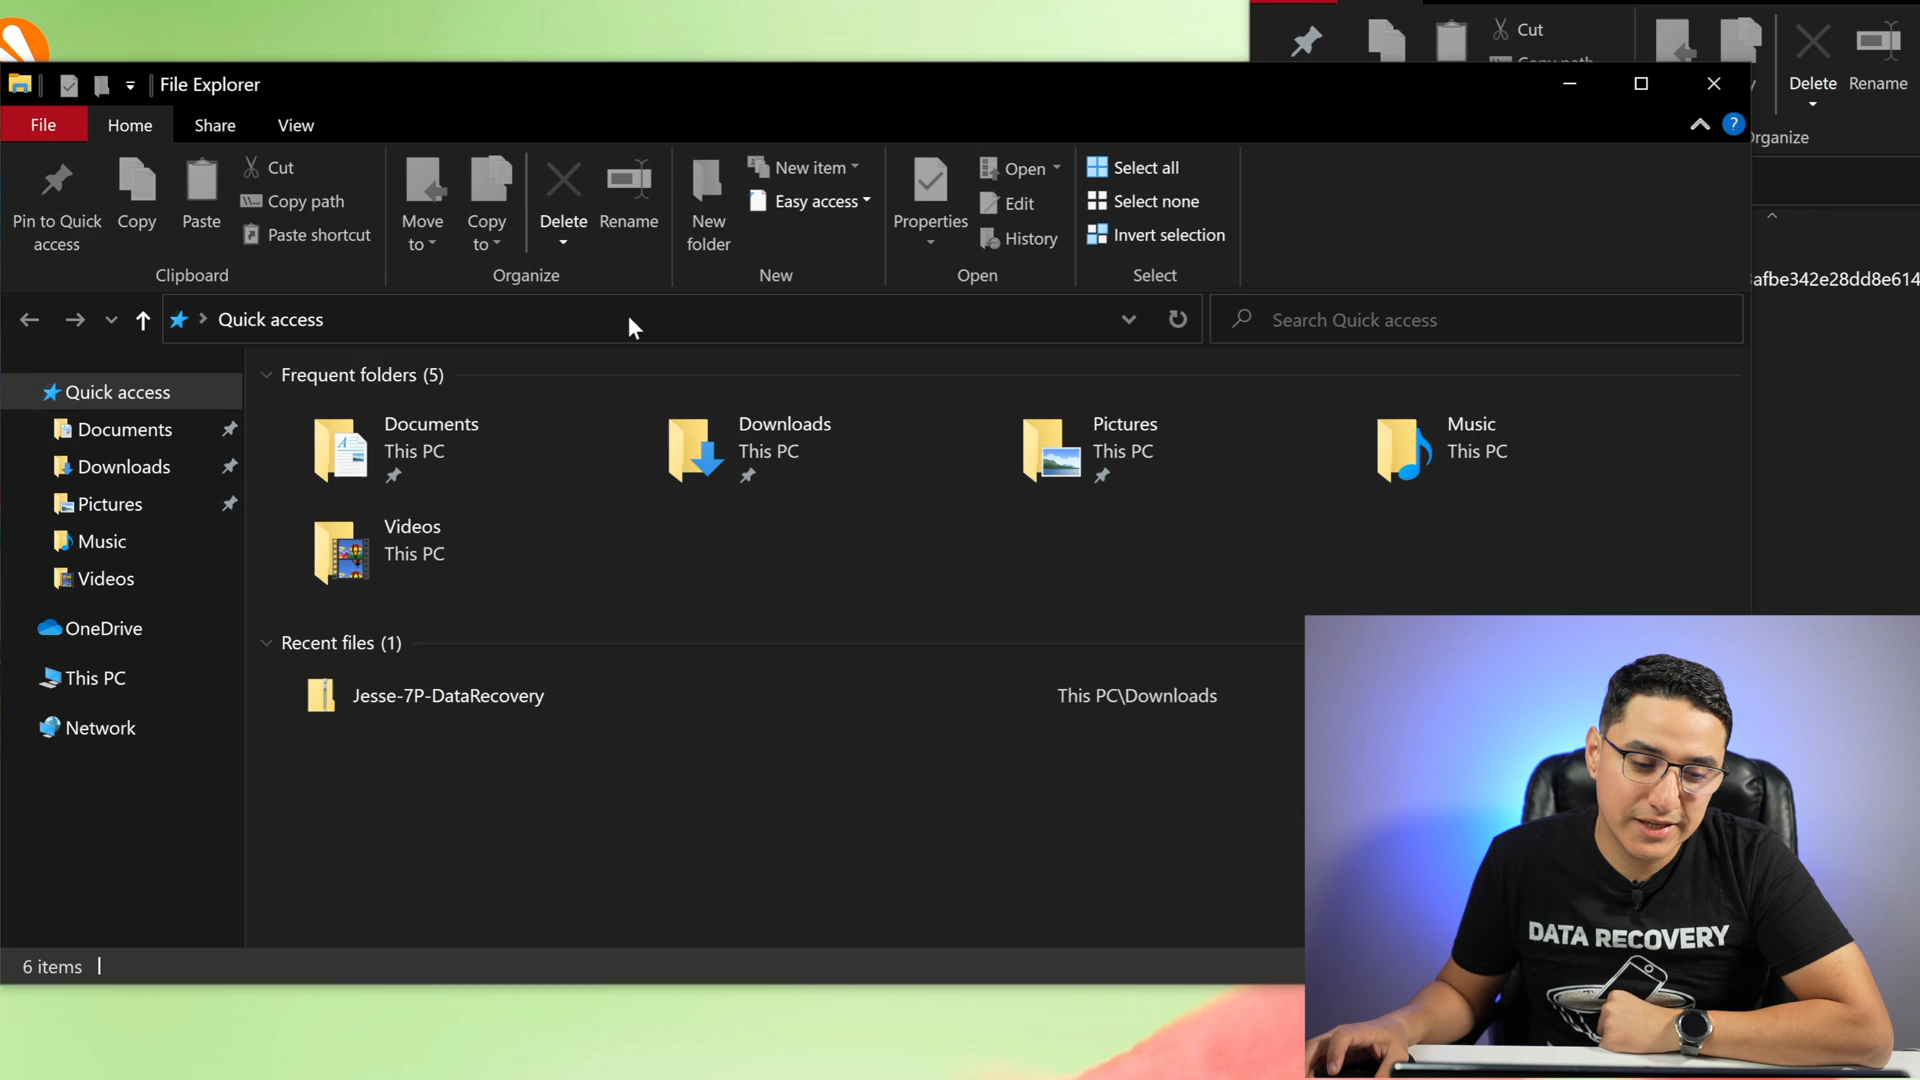 Cut
Delete
Rename
File Explorer
File
Home
Share
View
?
Pin to Quick access
Copy
Paste
Cut
Copy path
Paste shortcut
Clipboard
Move to
Copy to
Delete
Rename
Organize
New folder
New item
Easy access
New
Properties
Open
Edit
History
Open
Select all
Select none
Invert selection
Select
Quick access
Search Quick access
afbe342e28dd8e614
Quick access
Documents
Downloads
Pictures
Music
Videos
OneDrive
This PC
Network
Frequent folders (5)
Documents
This PC
Downloads
This PC
Pictures
This PC
Music
This PC
Videos
This PC
Recent files (1)
Jesse-7P-DataRecovery
This PC\Downloads
6 items
DATA RECOVERY